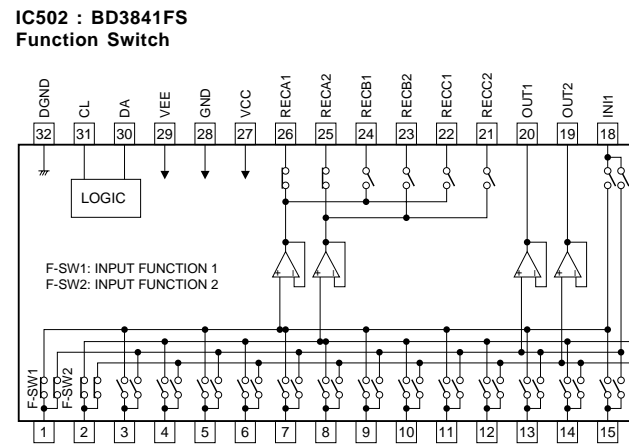 IC502 : BD3841FS
Function Switch
DGND CL DA VEE GND VCC RECA1 RECA2 RECB1 RECB2 RECC1 RECC2 OUT1 OUT2 INI1
32 31 30 29 28 27 26 25 24 23 22 21 20 19 18
LOGIC
F-SW1: INPUT FUNCTION 1
F-SW2: INPUT FUNCTION 2
F-SW1 F-SW2
1 2 3 4 5 6 7 8 9 10 11 12 13 14 15